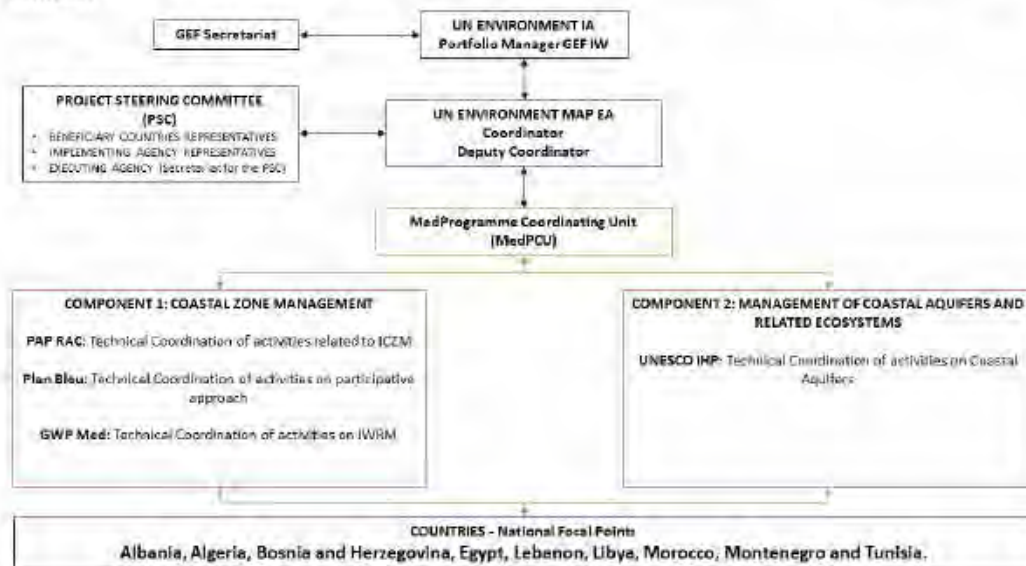 GEF Secretariat
UN ENVIRONMENT IA
Portfolio Manager GEF IW
PROJECT STEERING COMMITTEE
(PSC)
• BENEFICIARY COUNTRIES REPRESENTATIVES
• IMPLEMENTING AGENCY REPRESENTATIVES
• EXECUTING AGENCY (Secretariat for the PSC)
UN ENVIRONMENT MAP EA
Coordinator
Deputy Coordinator
MedProgramme Coordinating Unit
(MedPCU)
COMPONENT 1: COASTAL ZONE MANAGEMENT
PAP RAC: Technical Coordination of activities related to ICZM
Plan Bleu: Technical Coordination of activities on participative
approach
GWP Med: Technical Coordination of activities on IWRM
COMPONENT 2: MANAGEMENT OF COASTAL AQUIFERS AND
RELATED ECOSYSTEMS
UNESCO IHP: Technical Coordination of activities on Coastal
Aquifers
COUNTRIES - National Focal Points
Albania, Algeria, Bosnia and Herzegovina, Egypt, Lebanon, Libya, Morocco, Montenegro and Tunisia.